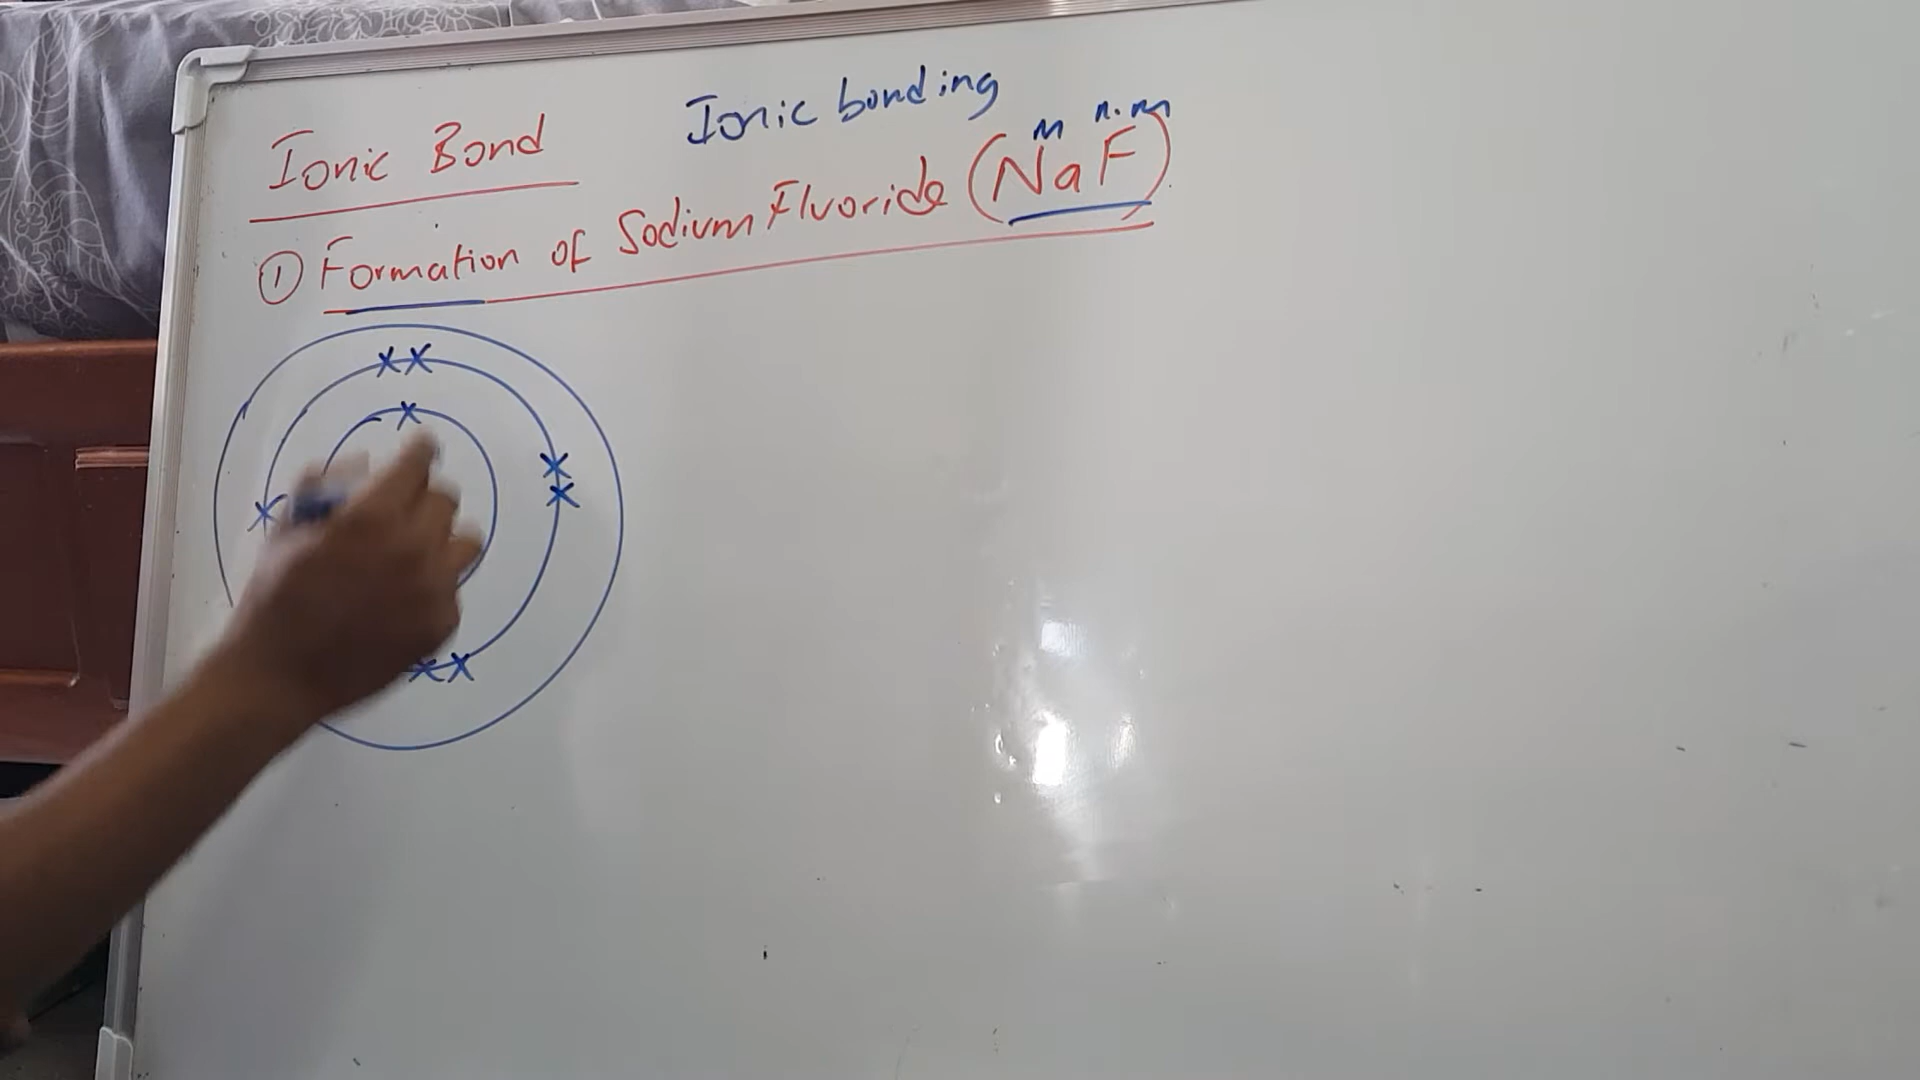 Ionic Bond
Ionic bonding
m n.m
① Formation of Sodium Fluoride (NaF)